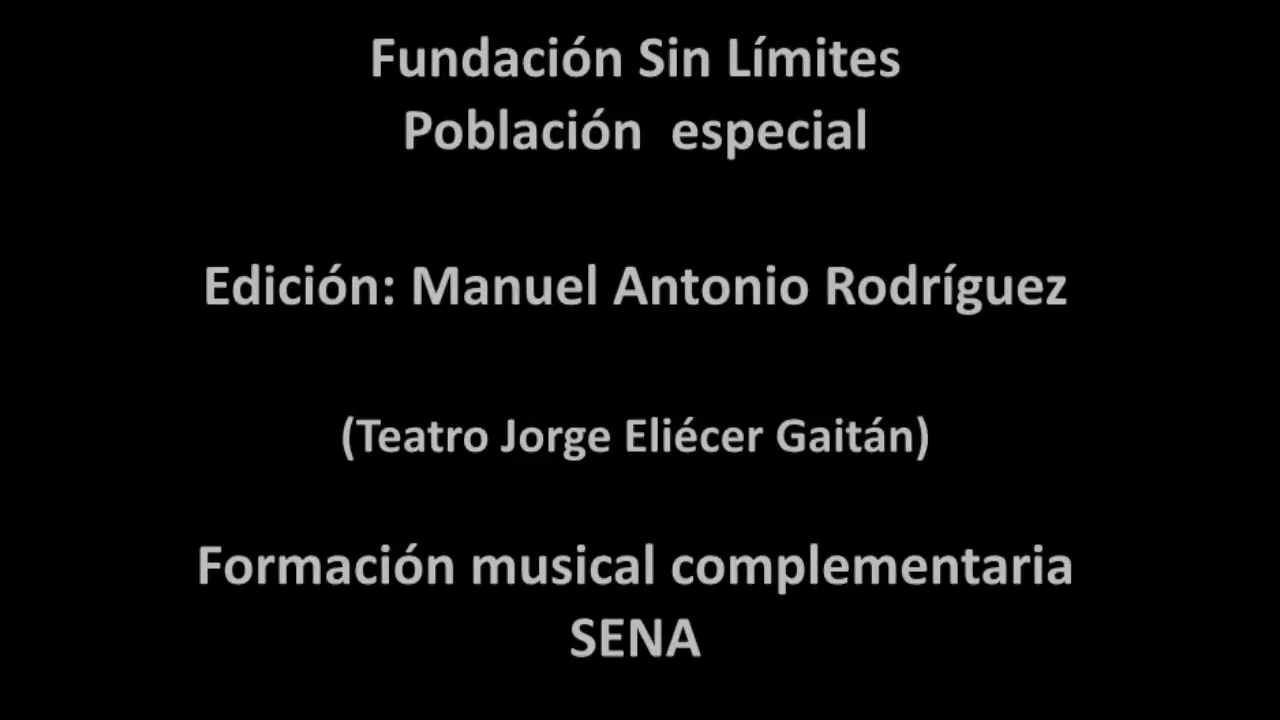 Fundación Sin Límites
Población  especial
Edición: Manuel Antonio Rodríguez
(Teatro Jorge Eliécer Gaitán)
Formación musical complementaria
SENA